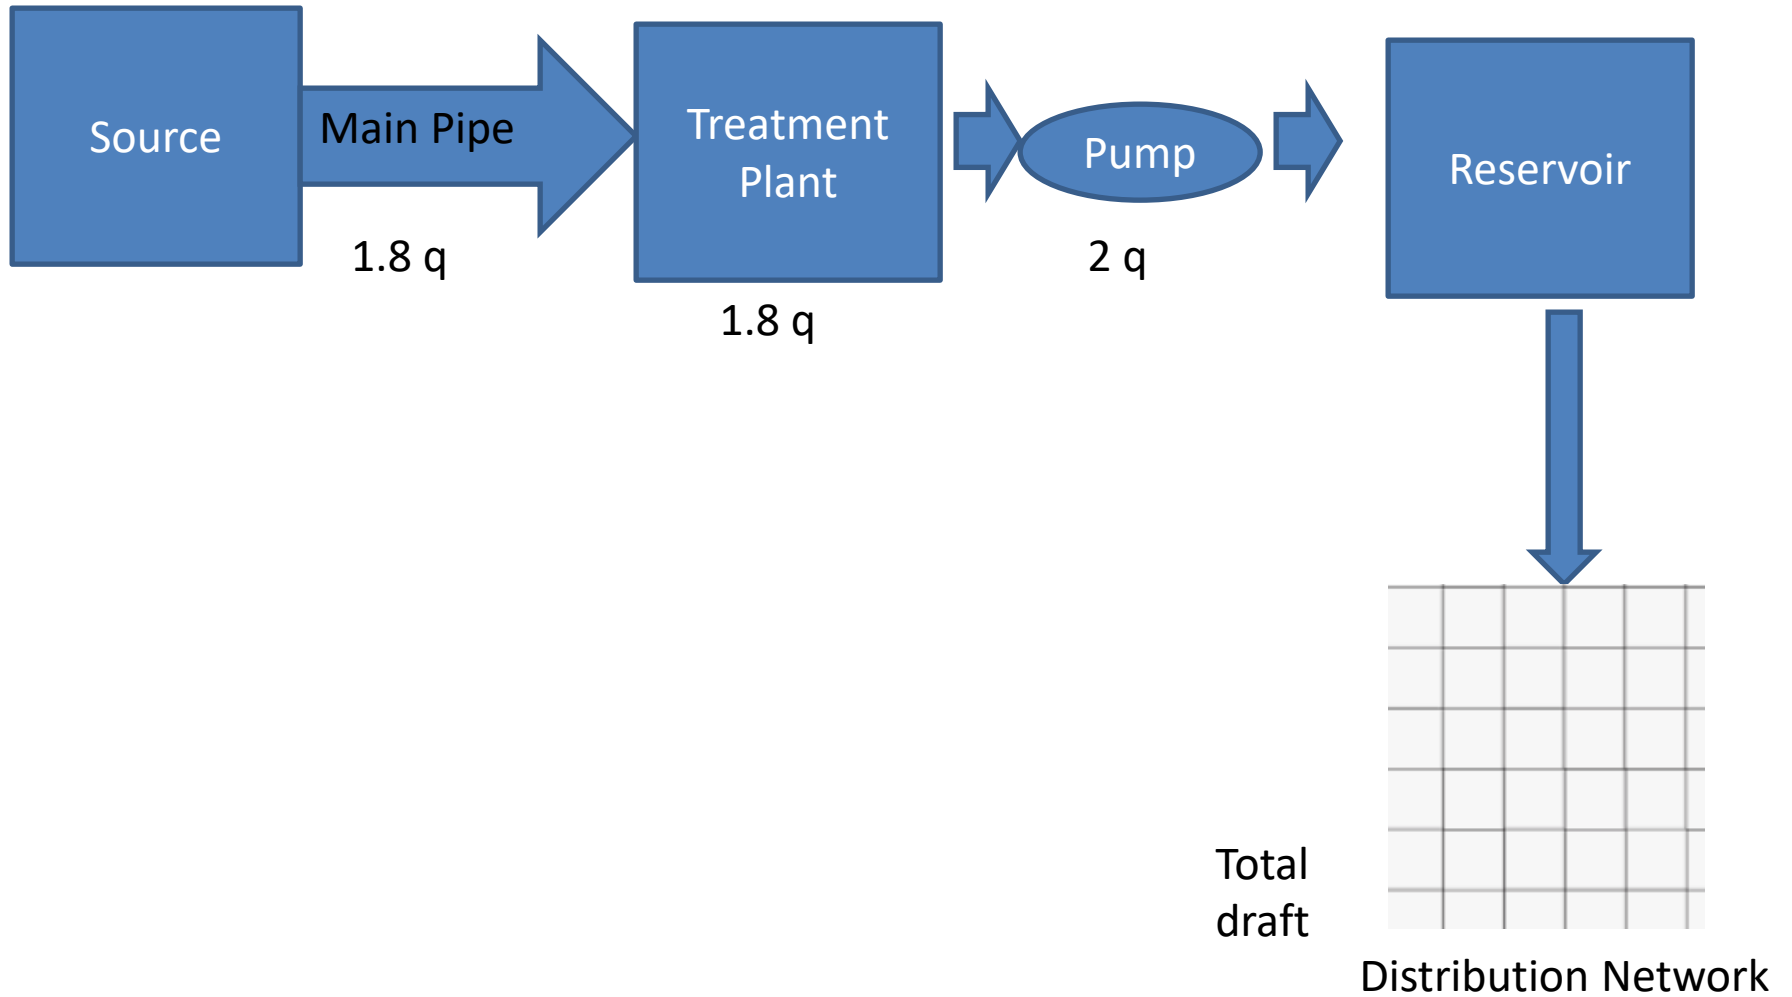 Source
Main Pipe
1.8 q
Treatment
Plant
1.8 q
Pump
2 q
Reservoir
Total
draft
Distribution Network